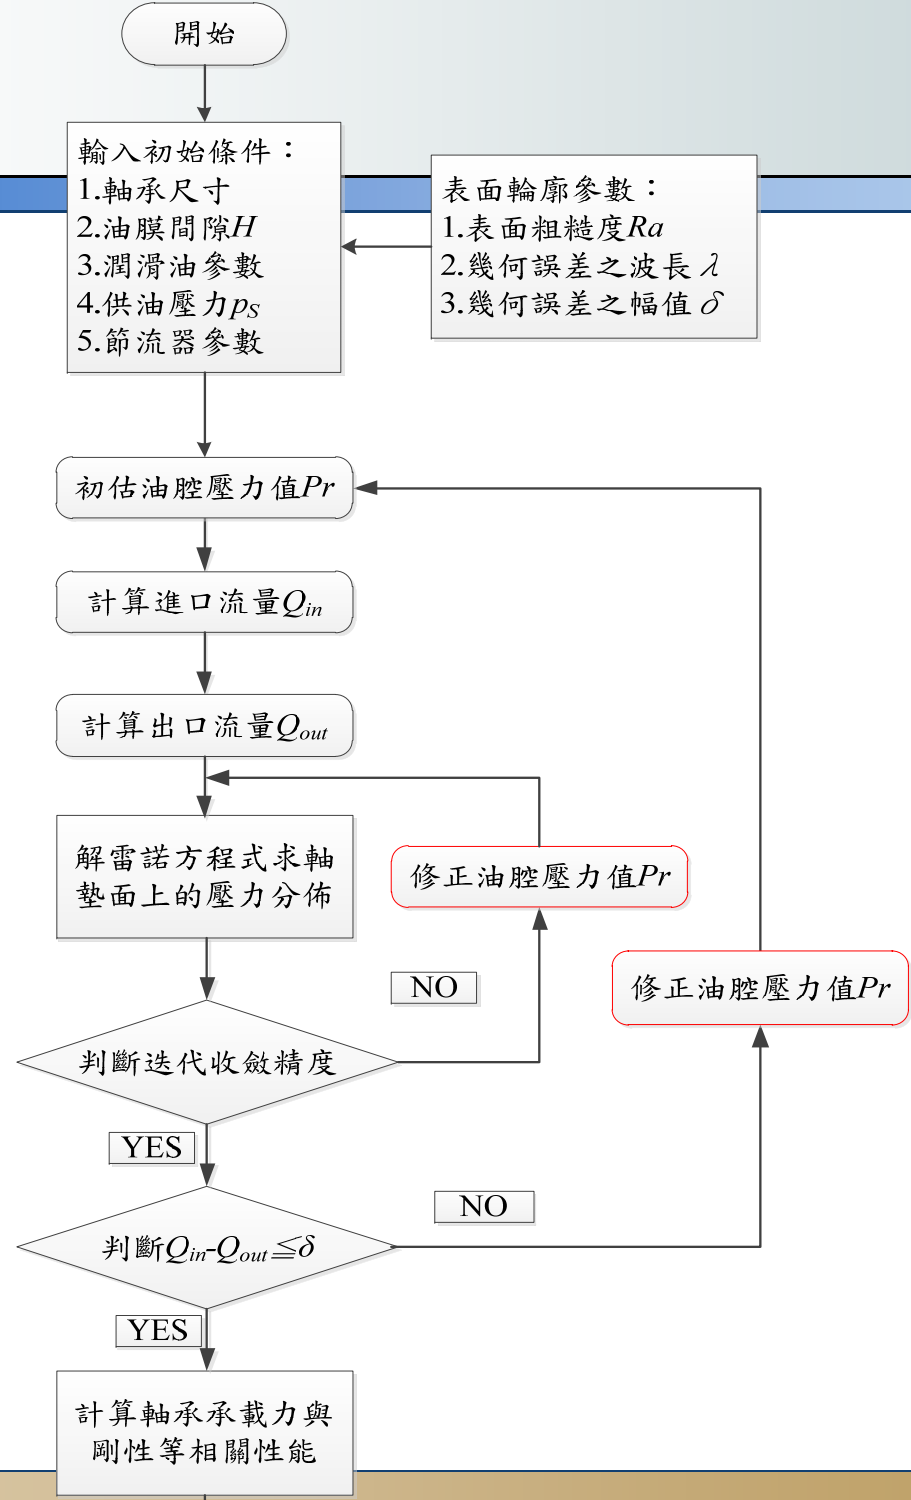 開始
輸入初始條件：
1.軸承尺寸
2.油膜間隙H
3.潤滑油參數
4.供油壓力pS
5.節流器參數
表面輪廓參數：
1.表面粗糙度Ra
2.幾何誤差之波長λ
3.幾何誤差之幅值δ
初估油腔壓力值Pr
計算進口流量Qin
計算出口流量Qout
解雷諾方程式求軸
墊面上的壓力分佈
修正油腔壓力值Pr
NO
修正油腔壓力值Pr
判斷迭代收斂精度
YES
NO
判斷Qin-Qout≦δ
YES
計算軸承承載力與
剛性等相關性能